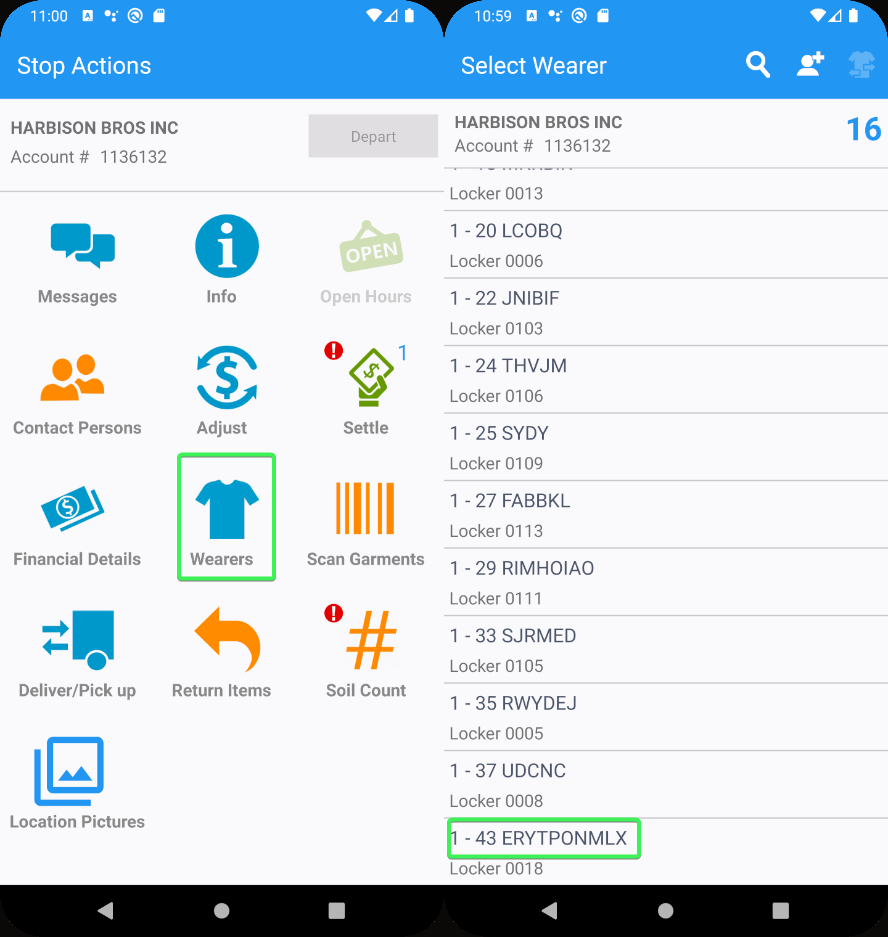 11:00
Stop Actions
HARBISON BROS INC
Account # 1136132
Depart
Messages
Info
OPEN
Open Hours
Contact Persons
Adjust
1
Settle
Financial Details
Wearers
Scan Garments
Deliver/Pick up
Return Items
#
Soil Count
Location Pictures
10:59
Select Wearer
HARBISON BROS INC
16
Account # 1136132
Locker 0013
1 - 20 LCOBQ
Locker 0006
1 - 22 JNIBIF
Locker 0103
1 - 24 THVJM
Locker 0106
1 - 25 SYDY
Locker 0109
1 - 27 FABBKL
Locker 0113
1 - 29 RIMHOIAO
Locker 0111
1 - 33 SJRMED
Locker 0105
1 - 35 RWYDEJ
Locker 0005
1 - 37 UDCNC
Locker 0008
1 - 43 ERYTPONMLX
Locker 0018